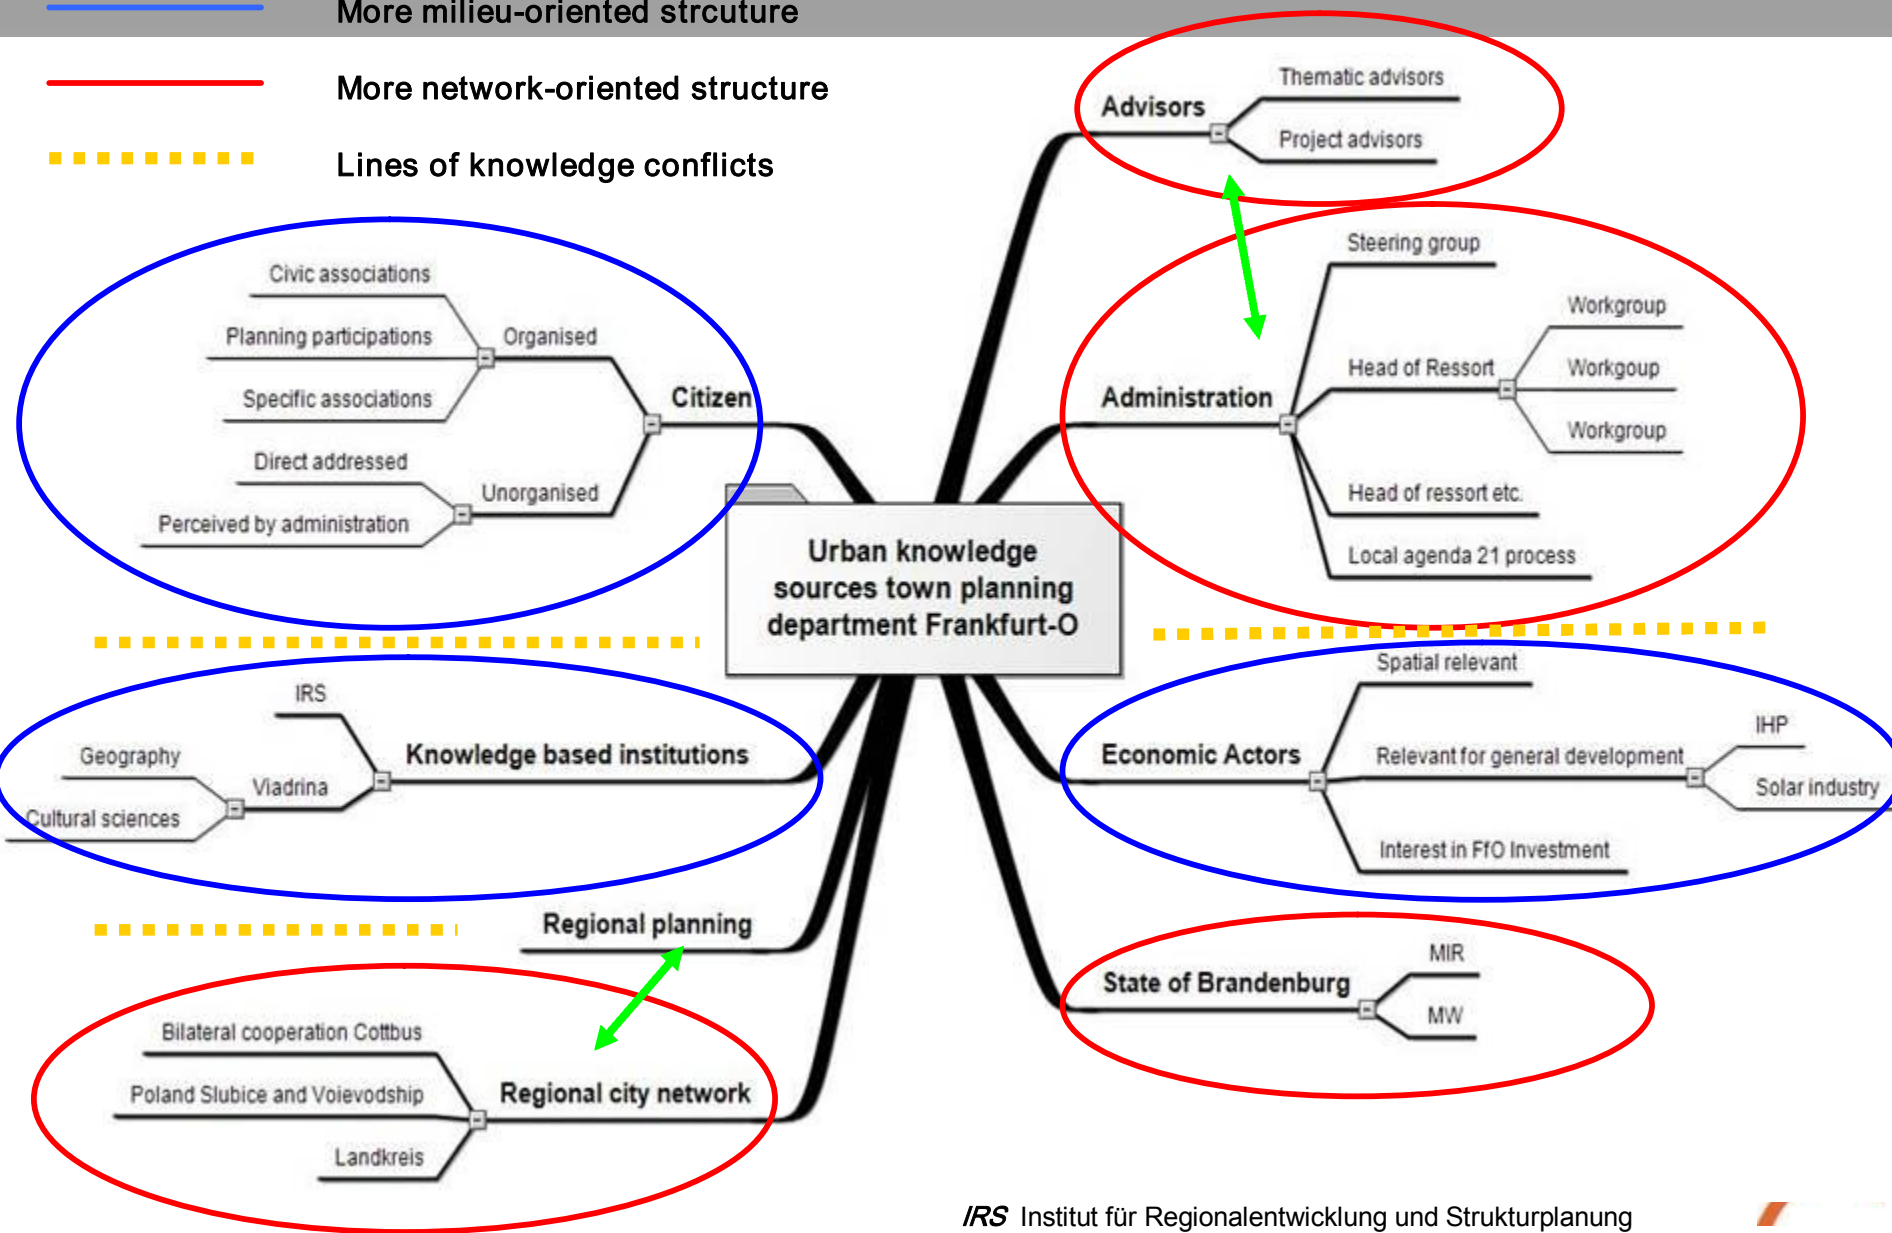 More milieu-oriented strcuture
More network-oriented structure
Lines of knowledge conflicts
Advisors
Thematic advisors
Project advisors
Administration
Steering group
Head of Ressort
Workgroup
Workgoup
Workgroup
Head of ressort etc.
Local agenda 21 process
Citizen
Organised
Civic associations
Planning participations
Specific associations
Unorganised
Direct addressed
Perceived by administration
Urban knowledge
sources town planning
department Frankfurt-O
Knowledge based institutions
IRS
Viadrina
Geography
Cultural sciences
Economic Actors
Spatial relevant
Relevant for general development
IHP
Solar industry
Interest in FfO Investment
Regional planning
Regional city network
Bilateral cooperation Cottbus
Poland Slubice and Voievodship
Landkreis
State of Brandenburg
MIR
MW
IRS Institut für Regionalentwicklung und Strukturplanung